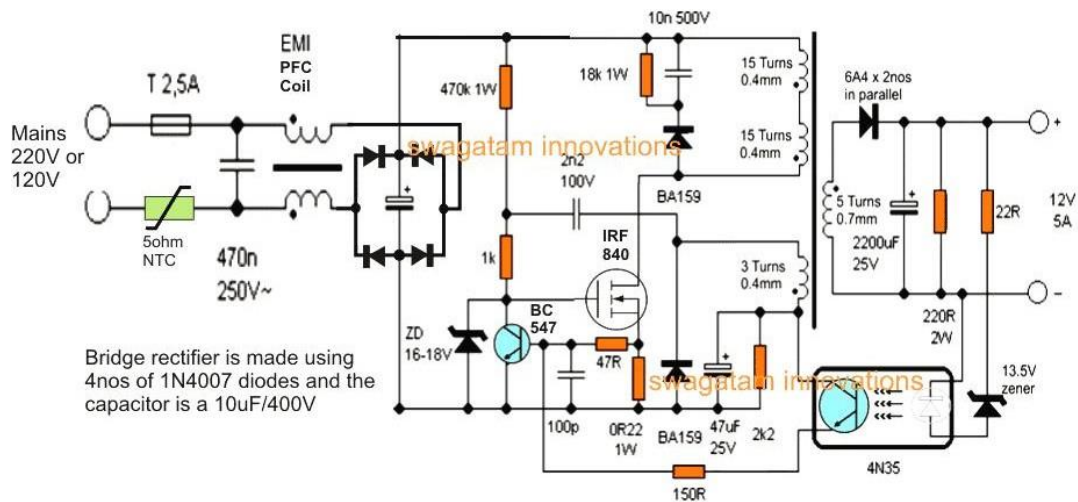 10n 500V
EMI
PFC
Coil
T 2,5A
470k 1W
18k 1W
15 Turns
0.4mm
6A4 x 2nos
in parallel
Mains
220V or
120V
swagatam innovations
2n2
100V
15 Turns
0.4mm
BA159
+
+
+
5 Turns
0.7mm
22R
12V
5A
5ohm
NTC
470n
250V~
1k
IRF
840
3 Turns
0.4mm
2200uF
25V
–
BC
547
ZD
16-18V
220R
2W
Bridge rectifier is made using
4nos of 1N4007 diodes and the
capacitor is a 10uF/400V
47R
+
swagatam innovations
13.5V
zener
100p
0R22
1W
BA159
47uF
25V
2k2
4N35
150R